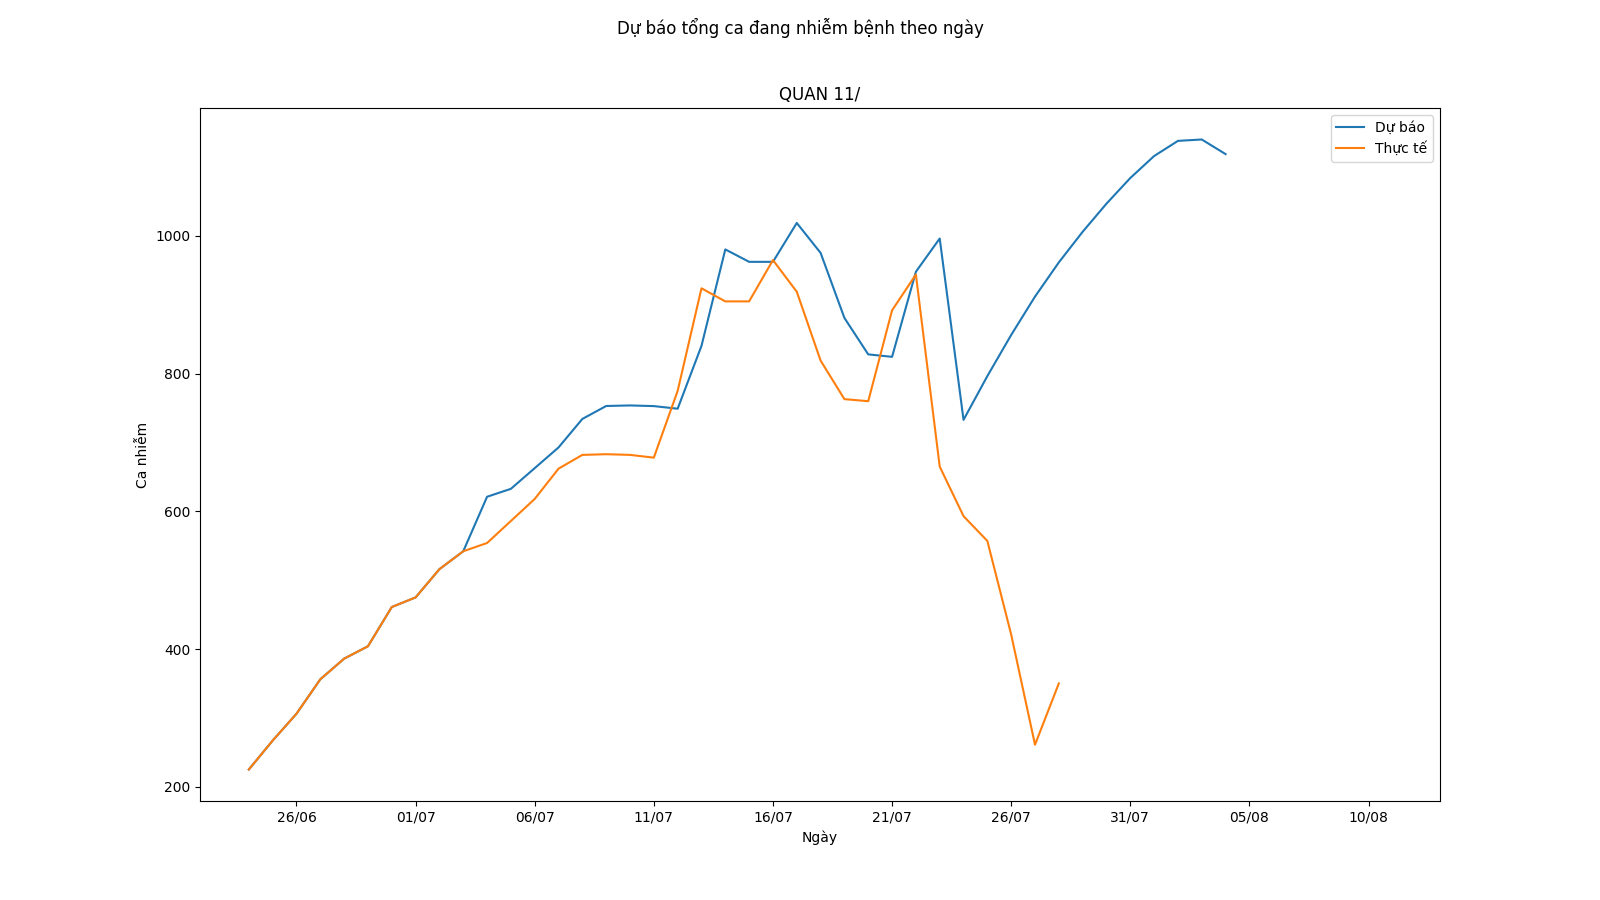 Dự báo tổng ca đang nhiễm bệnh theo ngày
QUAN 11/
Dự báo
Thực tế
1000
800
600
400
200
Ca nhiễm
26/06 01/07 06/07 11/07 16/07 21/07 26/07 31/07 05/08 10/08
Ngày